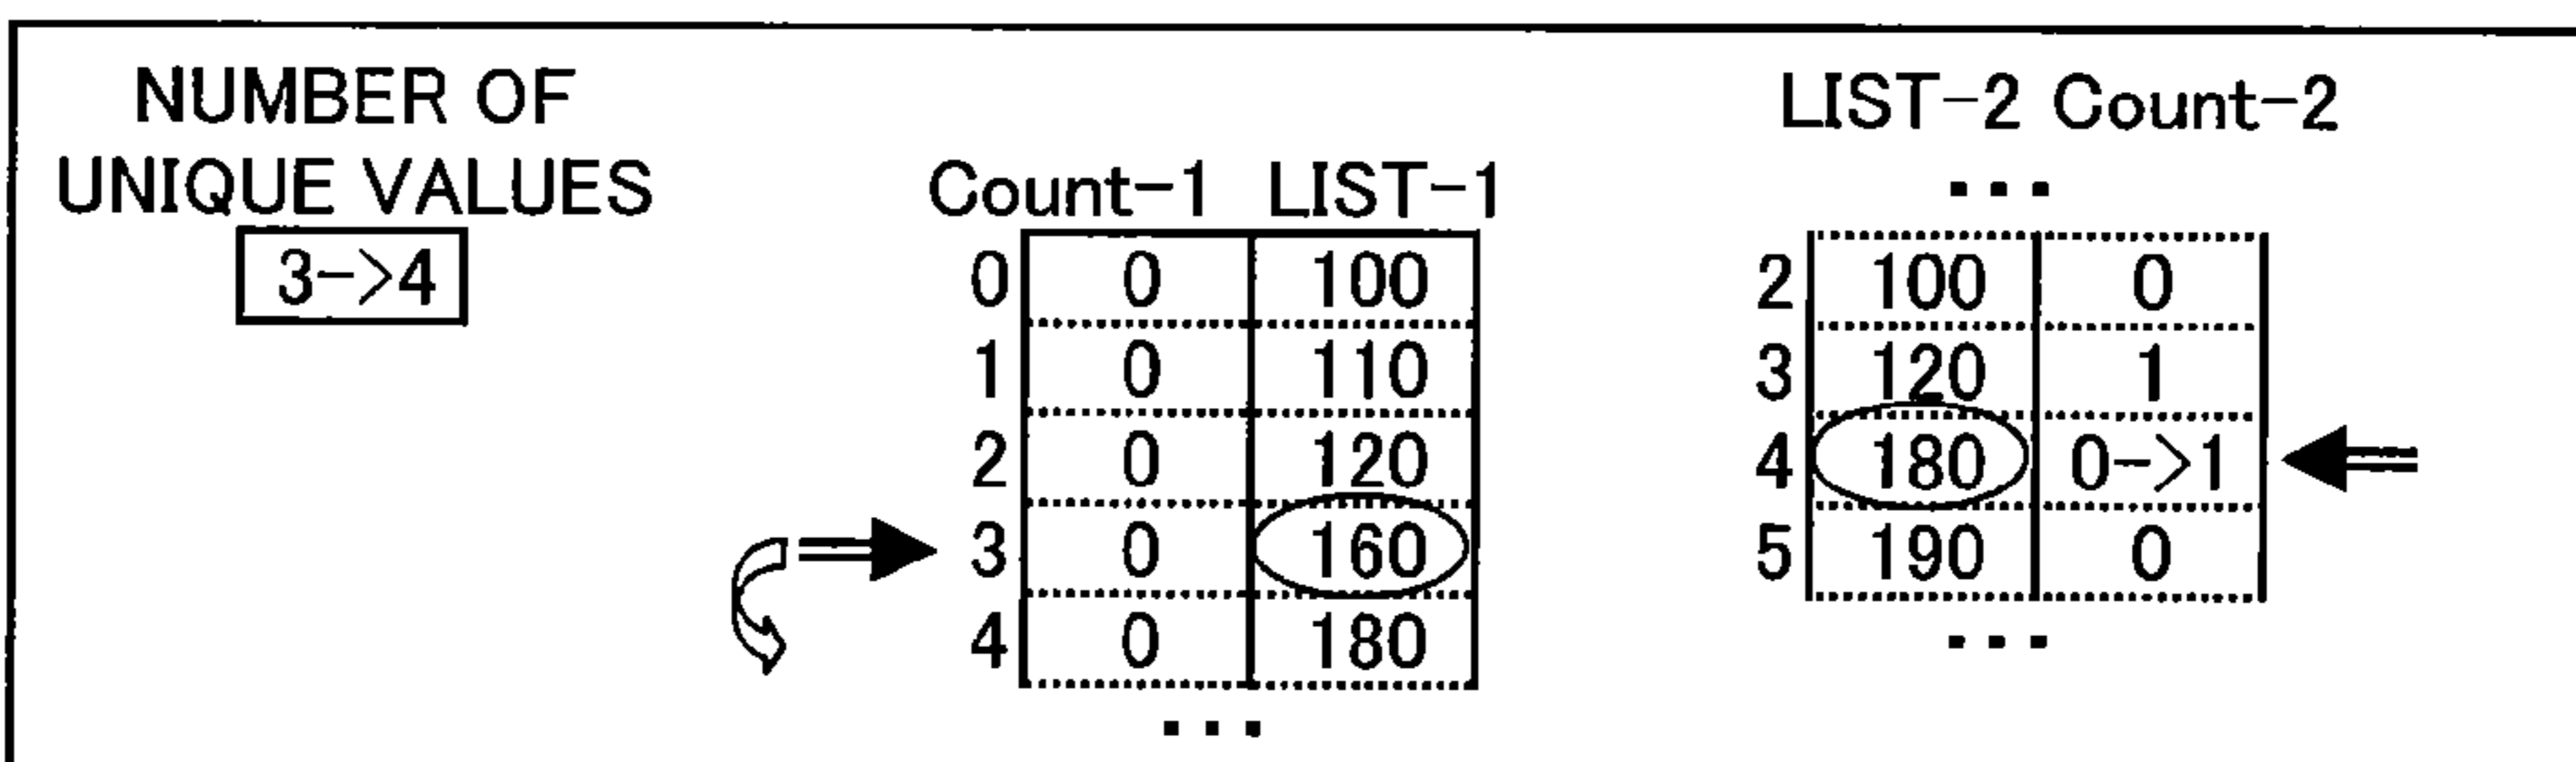 NUMBER OF
UNIQUE VALUES
3->4
Count-1 LIST-1
0 0 100
1 0 110
2 0 120
3 0 160
4 0 180
...
LIST-2 Count-2
...
2 100 0
3 120 1
4 180 0->1
5 190 0
...